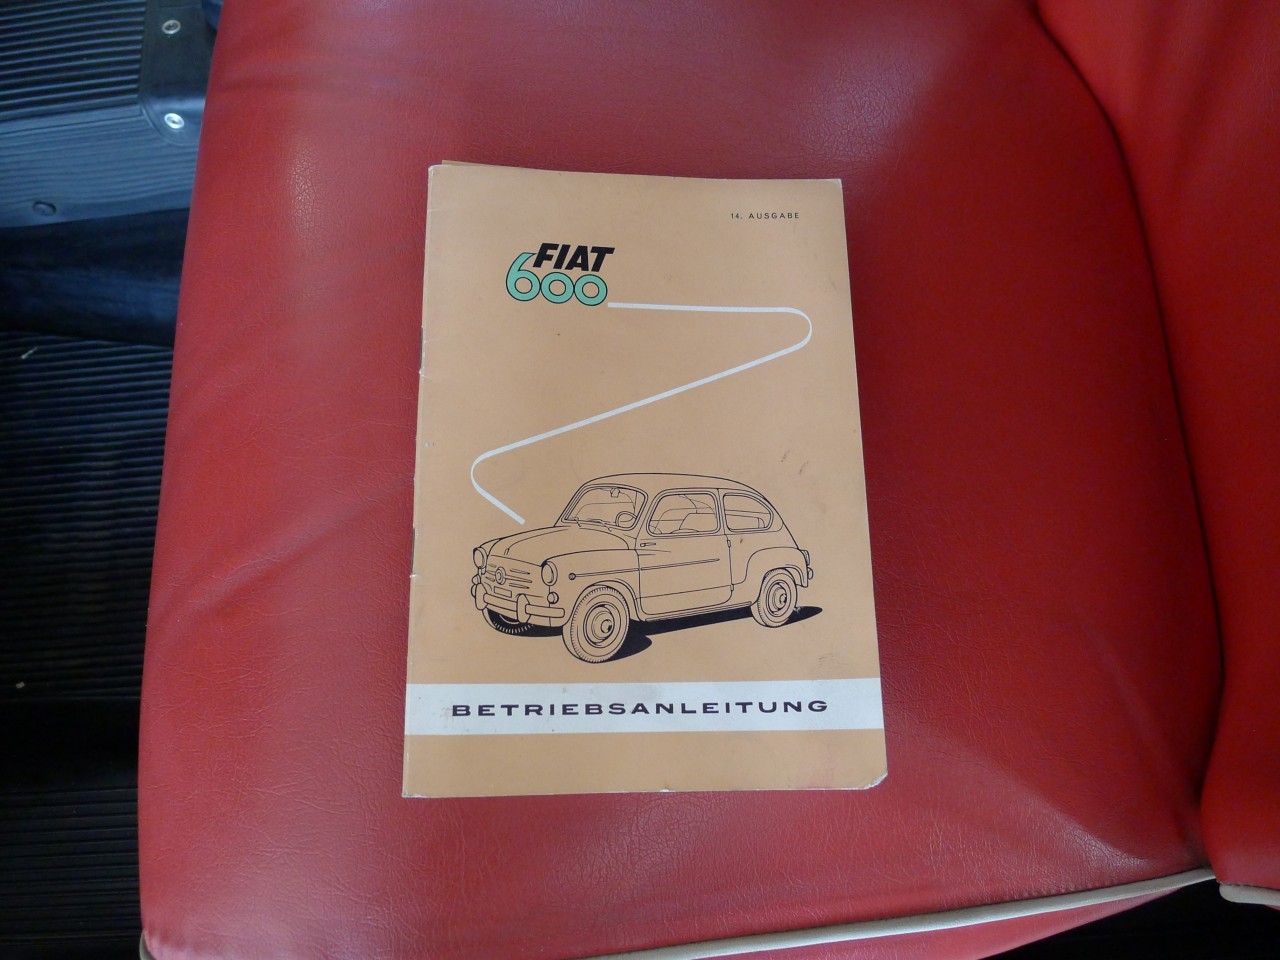 14. AUSGABE
FIAT
600
BETRIEBSANLEITUNG